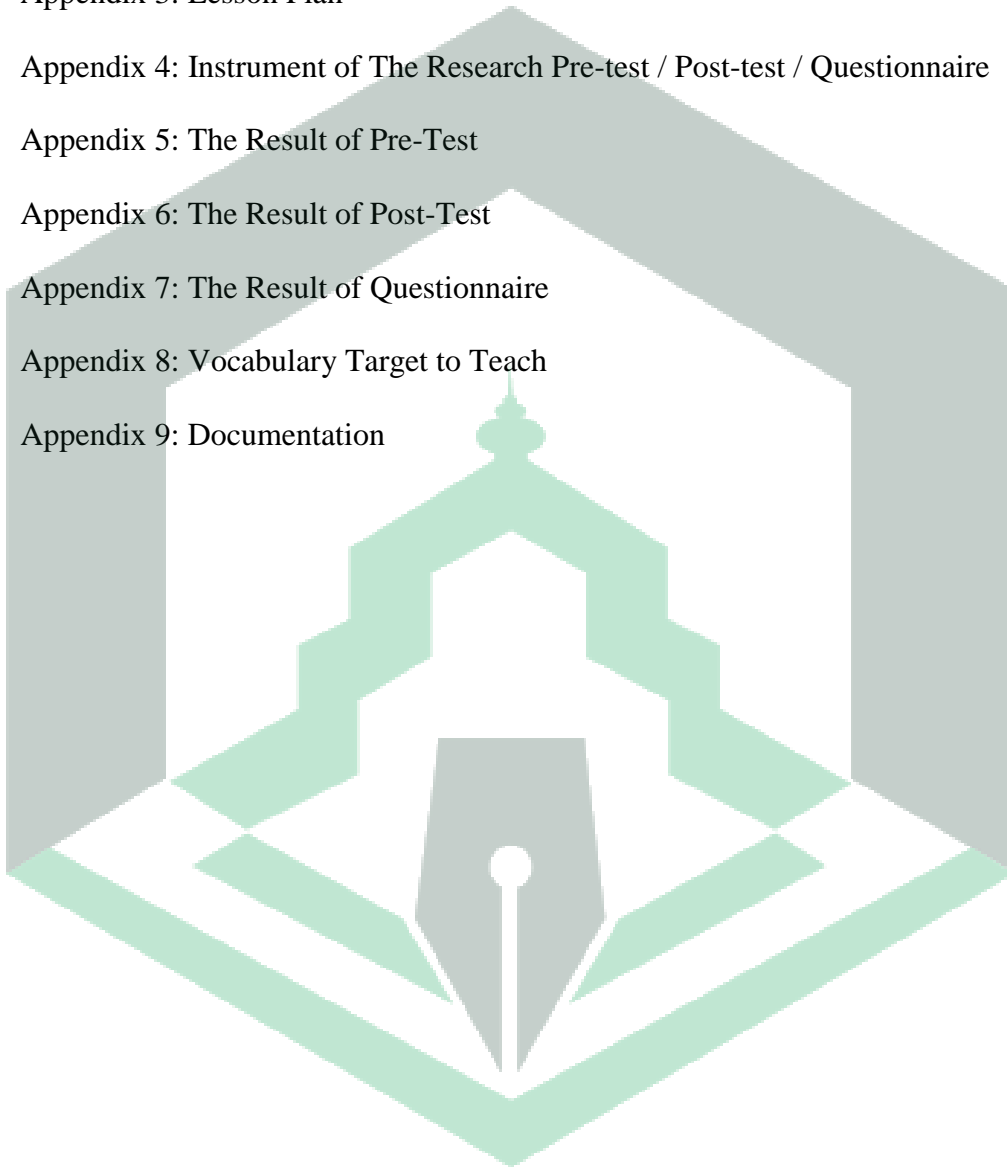 Appendix 3: Lesson Plan
Appendix 4: Instrument of The Research Pre-test / Post-test / Questionnaire
Appendix 5: The Result of Pre-Test
Appendix 6: The Result of Post-Test
Appendix 7: The Result of Questionnaire
Appendix 8: Vocabulary Target to Teach
Appendix 9: Documentation